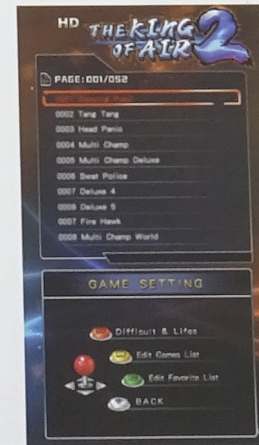 HD
THE KING
OF AIR 2
PAGE:001/052
0002 Tang Tang
0003 Head Panic
0004 Multi Champ
0005 Multi Champ Deluxe
0006 Sweat Police
0007 Deluxe 4
0008 Deluxe 5
0007 Fire Hawk
0009 Multi Champ World
GAME SETTING
Difficult & Lifes
Edit Games List
Edit Favorite List
BACK